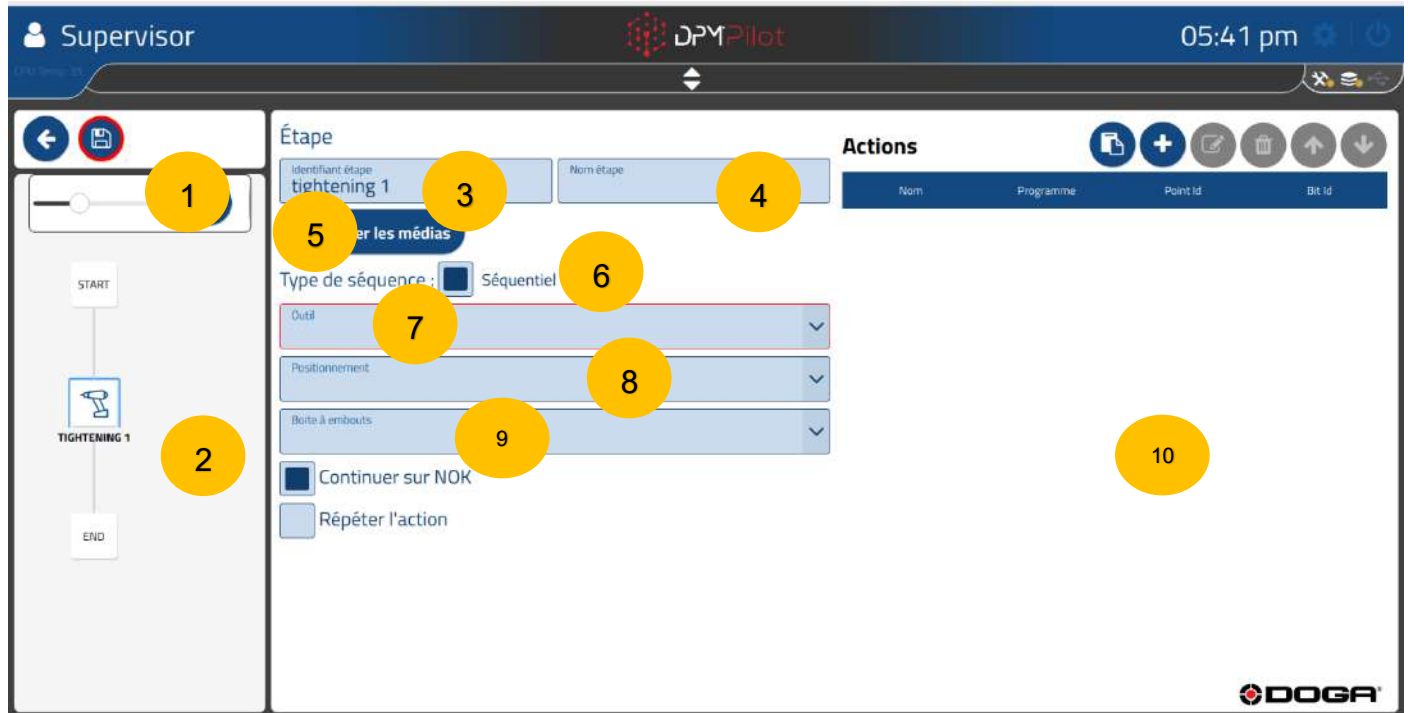 Supervisor
DPMPilot
05:41 pm
Étape
Actions
Identifiant étape
tightening 1
Nom étape
Nom
Programme
Point Id
Bit Id
1
3
4
5
er les médias
Type de séquence :
Séquentiel
6
START
Outil
7
Positionnement
8
TIGHTENING 1
Boite à embouts
9
2
10
Continuer sur NOK
Répéter l'action
END
DOGA